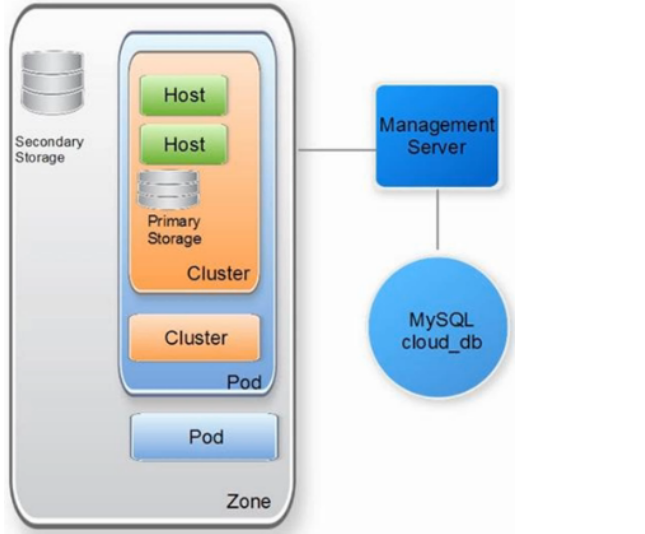 Secondary
Storage
Host
Host
Primary
Storage
Cluster
Cluster
Pod
Pod
Zone
Management
Server
MySQL
cloud_db